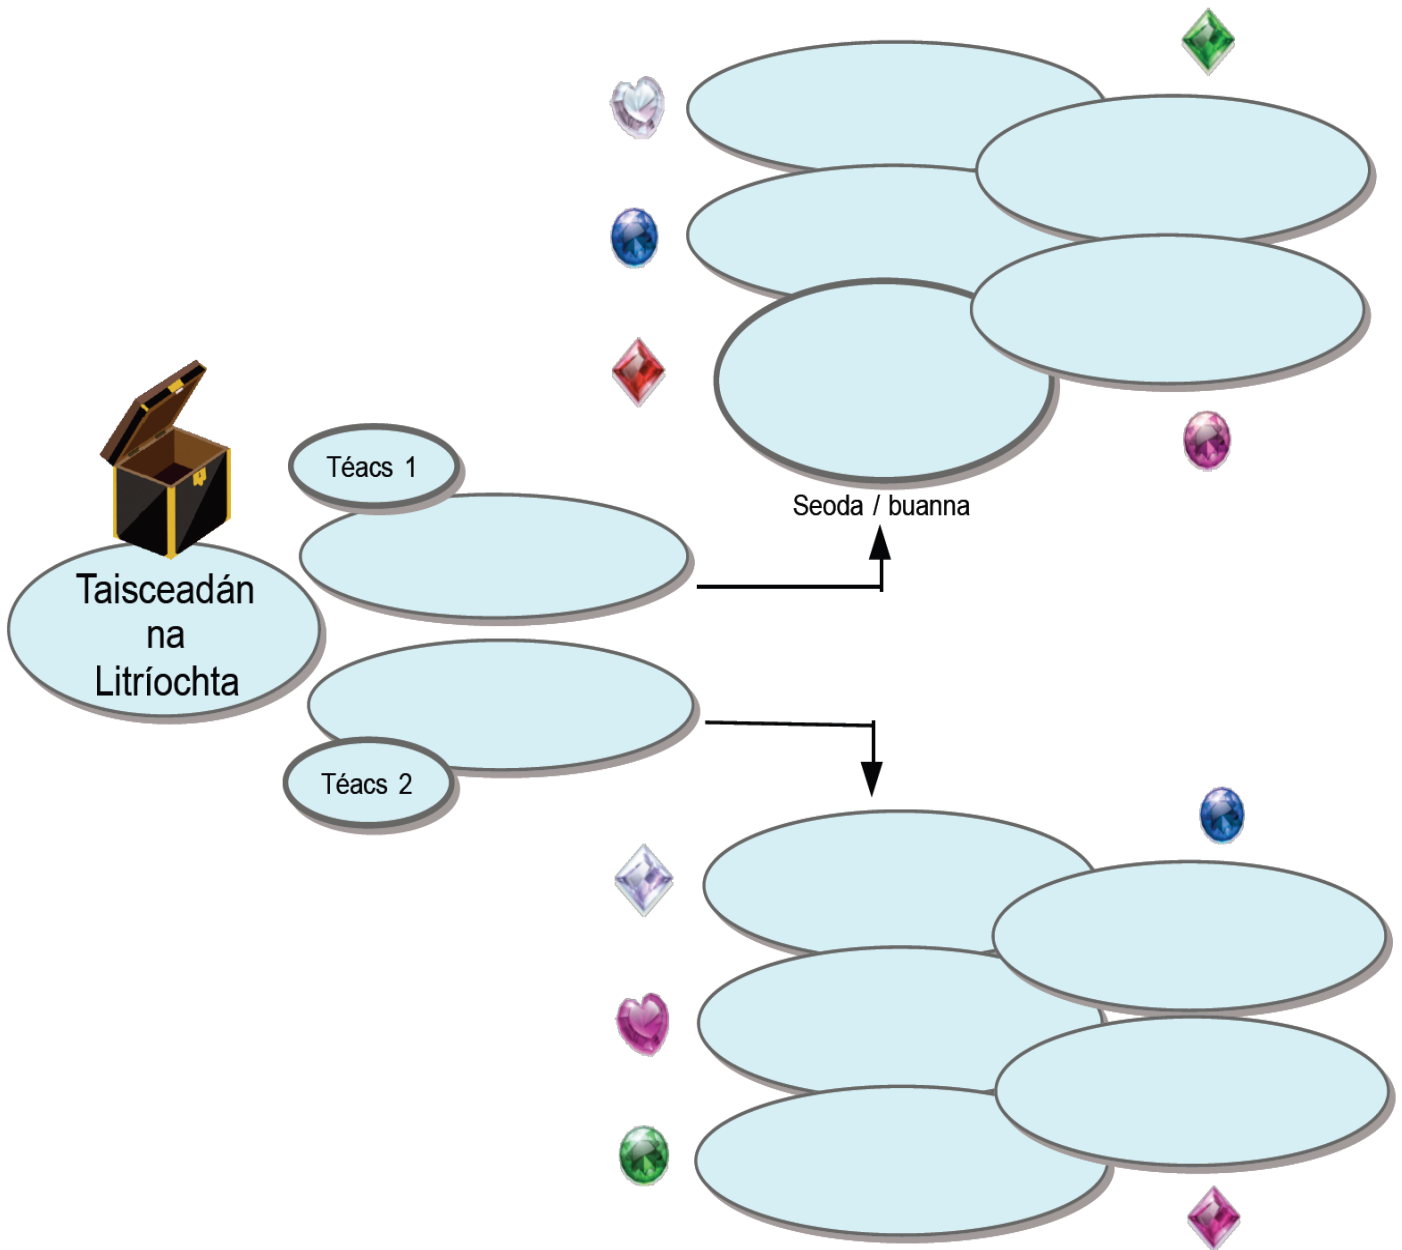 Seoda / buanna
Téacs 1
Taisceadán
na
Litríochta
Téacs 2